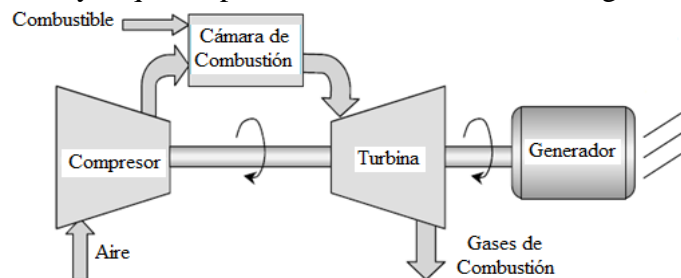 Combustible
Cámara de
Combustión
Compresor
Turbina
Generador
Aire
Gases de
Combustión